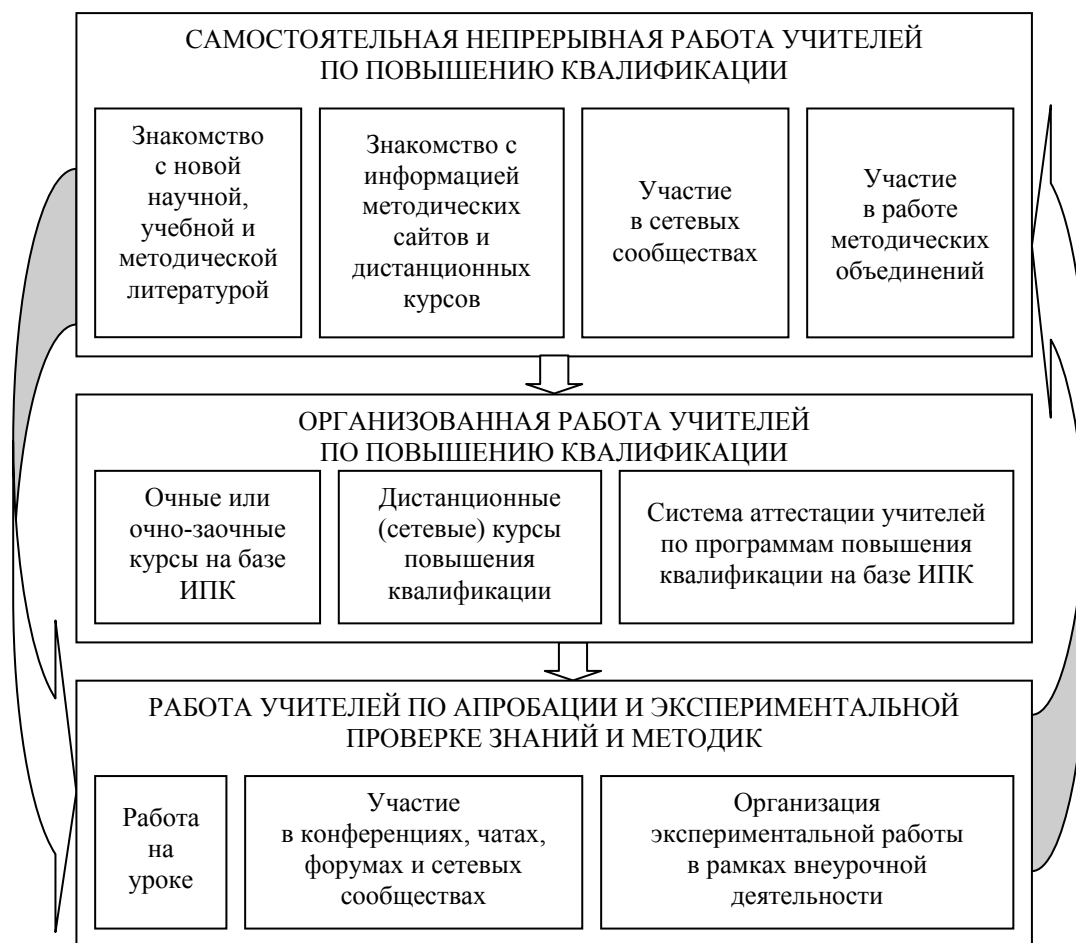 САМОСТОЯТЕЛЬНАЯ НЕПРЕРЫВНАЯ РАБОТА УЧИТЕЛЕЙ
ПО ПОВЫШЕНИЮ КВАЛИФИКАЦИИ
Знакомство
с новой
научной,
учебной и
методической
литературой
Знакомство с
информацией
методических
сайтов и
дистанционных
курсов
Участие
в сетевых
сообществах
Участие
в работе
методических
объединений
ОРГАНИЗОВАННАЯ РАБОТА УЧИТЕЛЕЙ
ПО ПОВЫШЕНИЮ КВАЛИФИКАЦИИ
Очные или
очно-заочные
курсы на базе
ИПК
Дистанционные
(сетевые) курсы
повышения
квалификации
Система аттестации учителей
по программам повышения
квалификации на базе ИПК
РАБОТА УЧИТЕЛЕЙ ПО АПРОБАЦИИ И ЭКСПЕРИМЕНТАЛЬНОЙ
ПРОВЕРКЕ ЗНАНИЙ И МЕТОДИК
Работа
на
уроке
Участие
в конференциях, чатах,
форумах и сетевых
сообществах
Организация
экспериментальной работы
в рамках внеурочной
деятельности